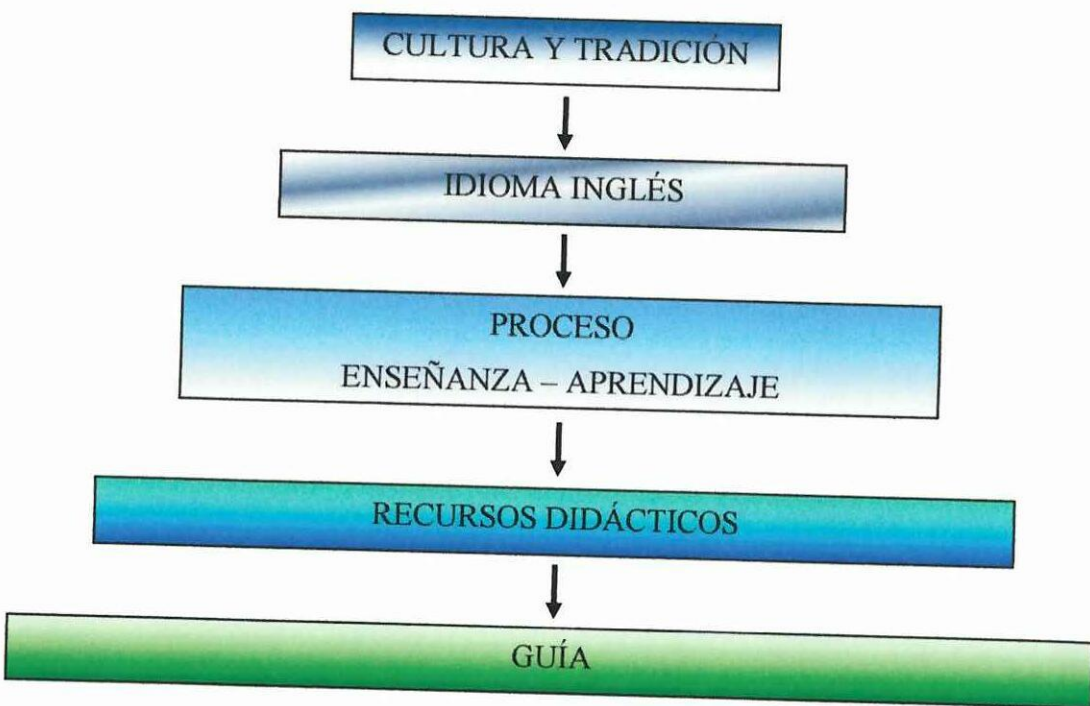 CULTURA Y TRADICIÓN
IDIOMA INGLÉS
PROCESO
ENSEÑANZA – APRENDIZAJE
RECURSOS DIDÁCTICOS
GUÍA